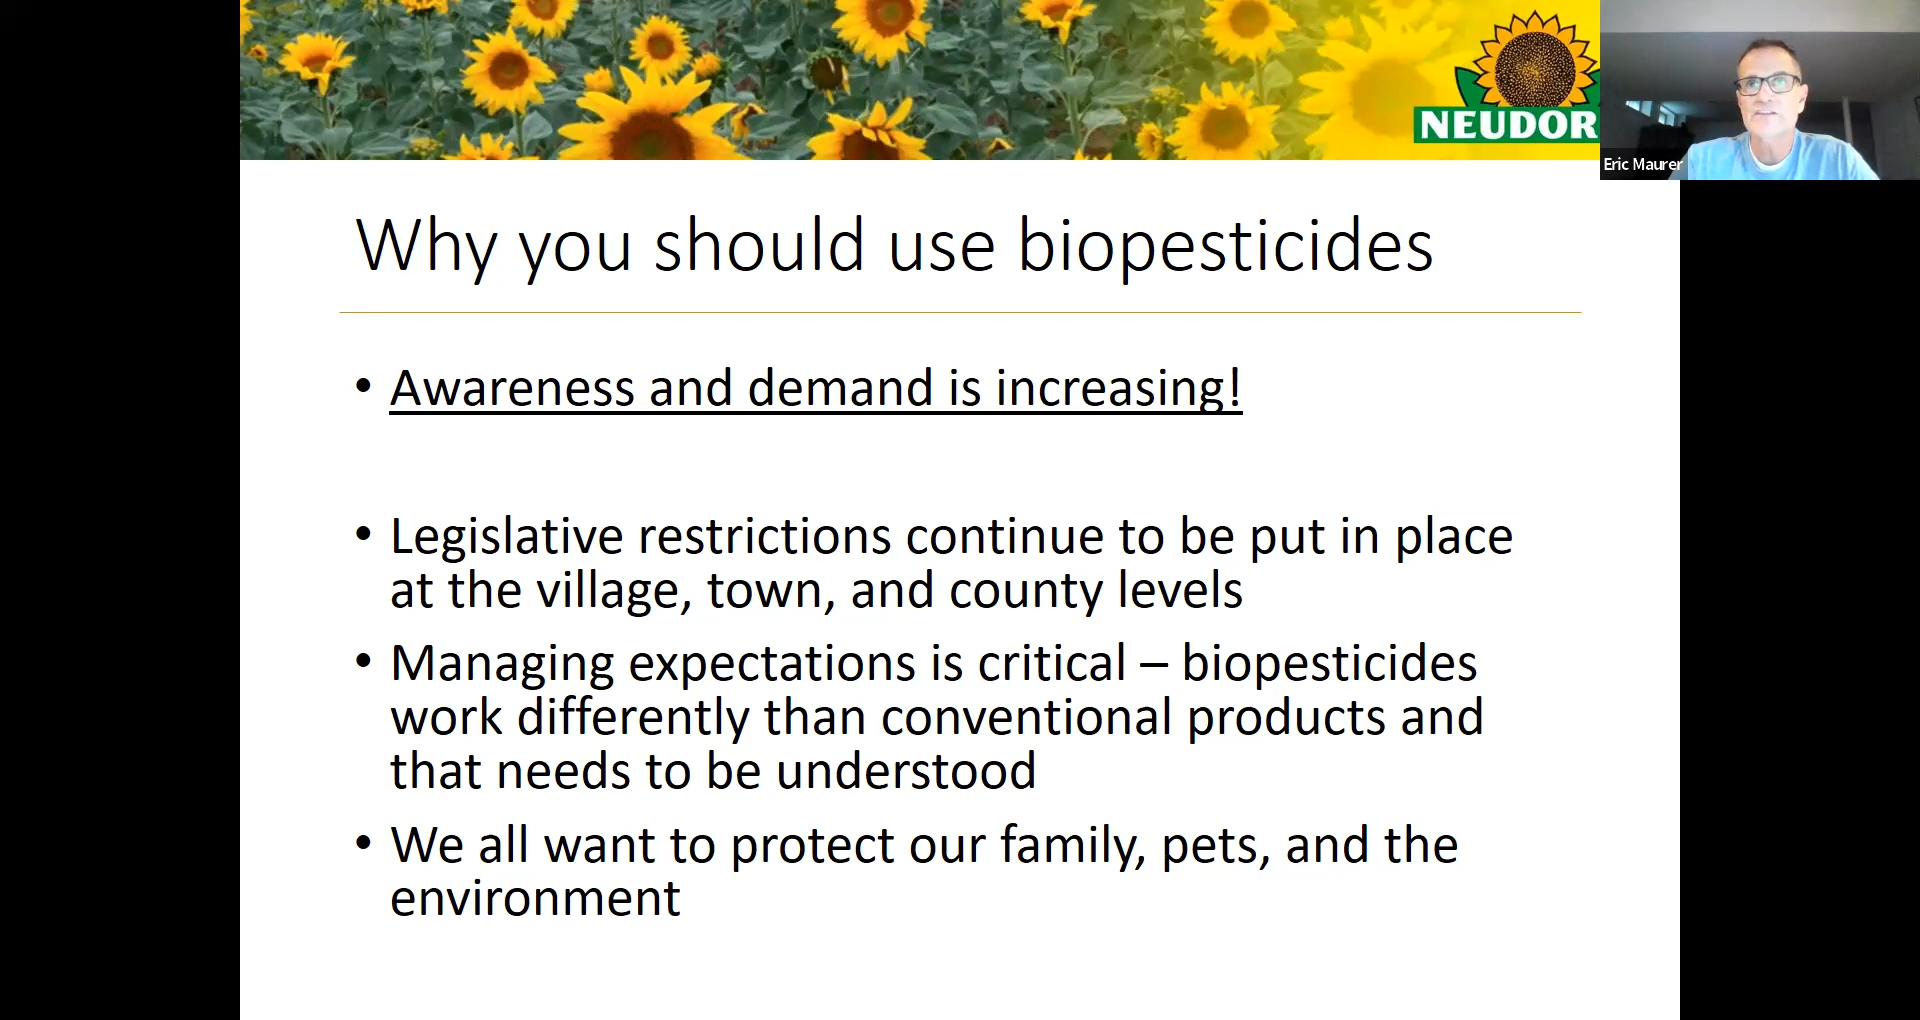 NEUDOR
Eric Maurer
Why you should use biopesticides
• Awareness and demand is increasing!
• Legislative restrictions continue to be put in place
at the village, town, and county levels
• Managing expectations is critical – biopesticides
work differently than conventional products and
that needs to be understood
• We all want to protect our family, pets, and the
environment